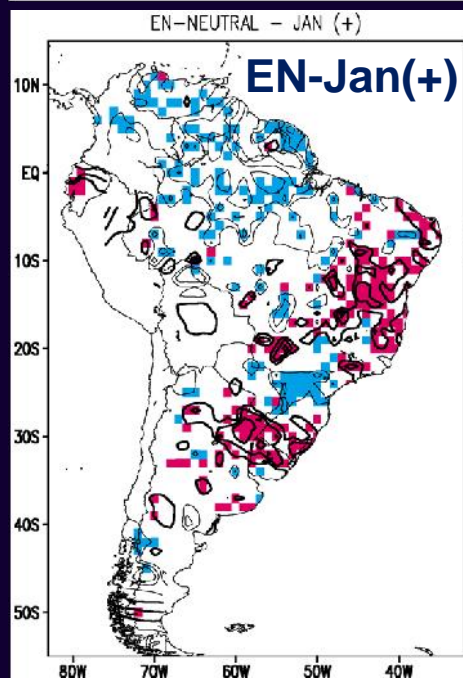 EN-NEUTRAL - JAN (+)
EN-Jan(+)
10N
EQ
10S
20S
30S
40S
50S
80W 70W 60W 50W 40W